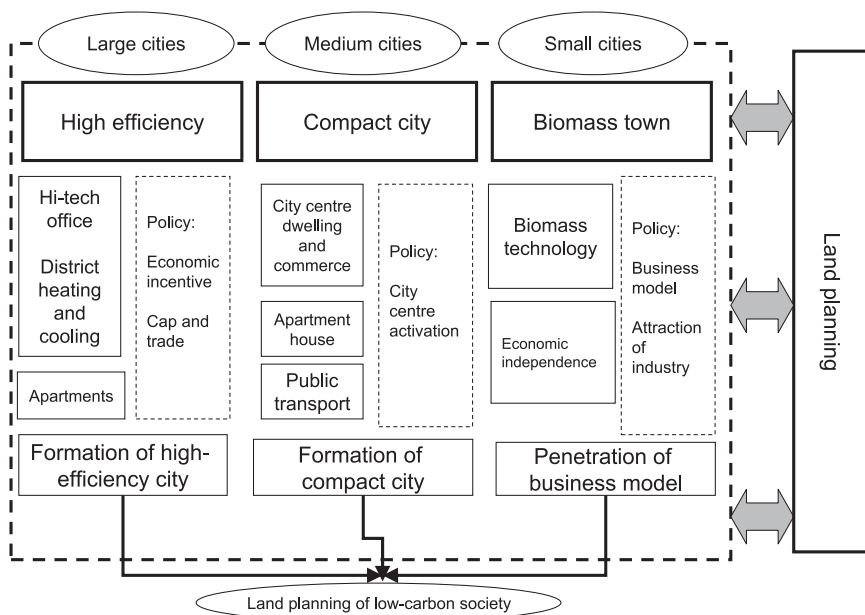 Large cities
Medium cities
Small cities
High efficiency
Compact city
Biomass town
Hi-tech
office
District
heating
and
cooling
Apartments
Policy:
Economic
incentive
Cap and
trade
City centre
dwelling
and
commerce
Apartment
house
Public
transport
Policy:
City
centre
activation
Biomass
technology
Economic
independence
Policy:
Business
model
Attraction
of
industry
Formation of high-
efficiency city
Formation of
compact city
Penetration of
business model
Land planning of low-carbon society
Land planning